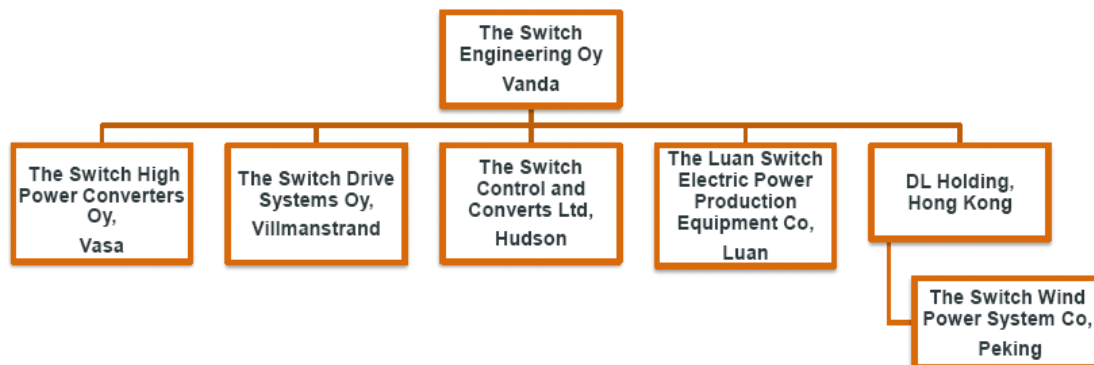 The Switch
Engineering Oy
Vanda
The Switch High
Power Converters
Oy,
Vasa
The Switch Drive
Systems Oy,
Villmanstrand
The Switch
Control and
Converts Ltd,
Hudson
The Luan Switch
Electric Power
Production
Equipment Co,
Luan
DL Holding,
Hong Kong
The Switch Wind
Power System Co,
Peking